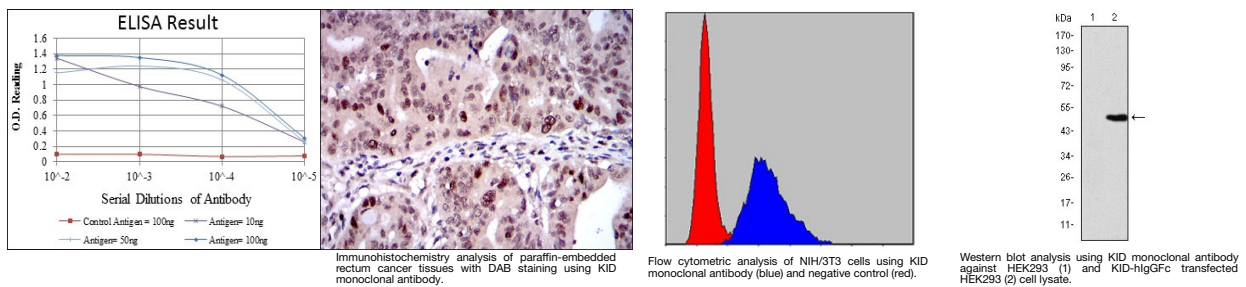 ELISA Result
1.6
1.4
1.2
1
0.8
0.6
0.4
0.2
0
O.D. Reading
10^-2 10^-3 10^-4 10^-5
Serial Dilutions of Antibody
Control Antigen = 100ng Antigen= 10ng
Antigen= 50ng Antigen= 100ng
Immunohistochemistry analysis of paraffin-embedded
rectum cancer tissues with DAB staining using KID
monoclonal antibody.
Flow cytometric analysis of NIH/3T3 cells using KID
monoclonal antibody (blue) and negative control (red).
kDa 1 2
170-
130-
95-
72-
55-
43-
34-
26-
17-
11-
Western blot analysis using KID monoclonal antibody
against HEK293 (1) and KID-hIgGFc transfected
HEK293 (2) cell lysate.